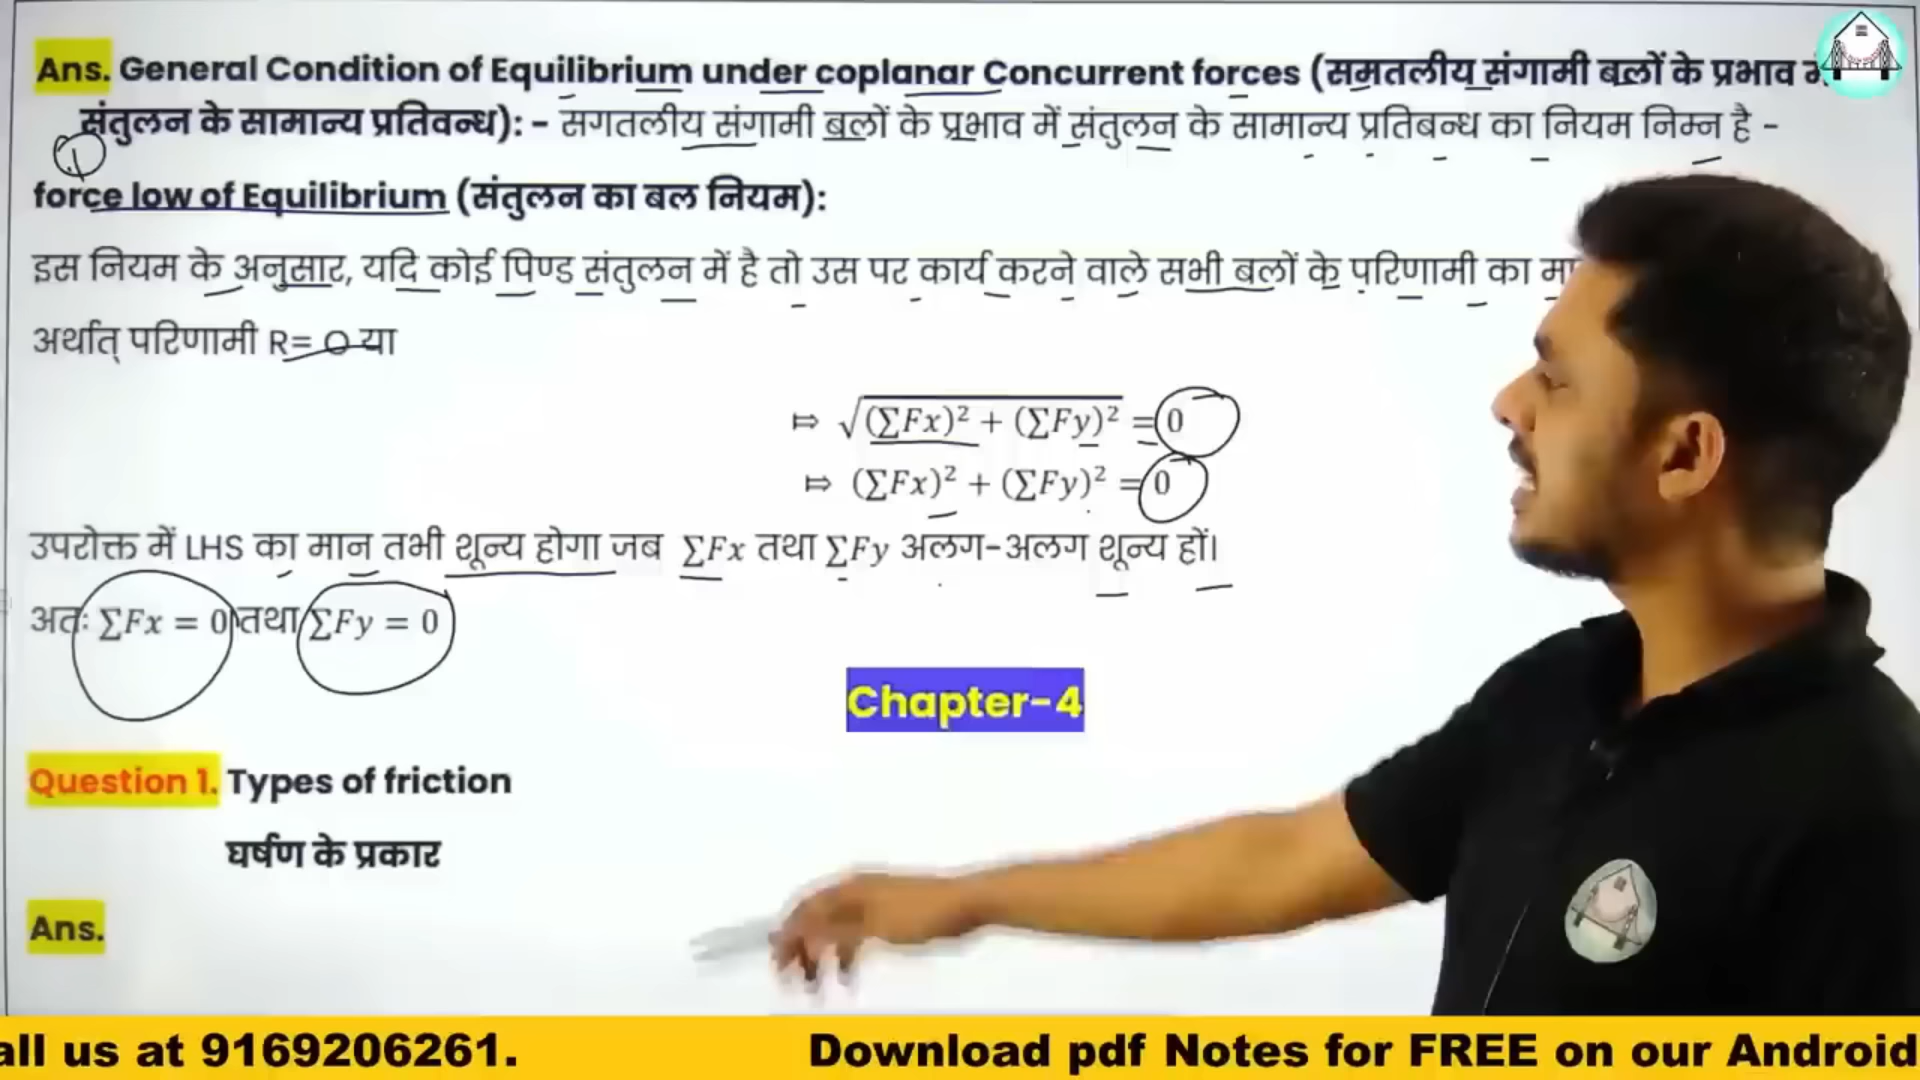 Ans. General Condition of Equilibrium under coplanar Concurrent forces (समतलीय संगामी बलों के प्रभाव
संतुलन के सामान्य प्रतिवन्ध): - सगतलीय संगामी बलों के प्रभाव में संतुलन के सामान्य प्रतिबन्ध का नियम निम्न है -
1
force low of Equilibrium (संतुलन का बल नियम):
इस नियम के अनुसार, यदि कोई पिण्ड संतुलन में है तो उस पर कार्य करने वाले सभी बलों के परिणामी का
अर्थात् परिणामी R= 0 या
⤇ √(∑Fx)² + (∑Fy)² = 0
⤇ (∑Fx)² + (∑Fy)² = 0
उपरोक्त में LHS का मान तभी शून्य होगा जब ∑Fx तथा ∑Fy अलग-अलग शून्य हों।
अतः ∑Fx = 0 तथा ∑Fy = 0
Chapter-4
Question 1. Types of friction
घर्षण के प्रकार
Ans.
all us at 9169206261. Download pdf Notes for FREE on our Android